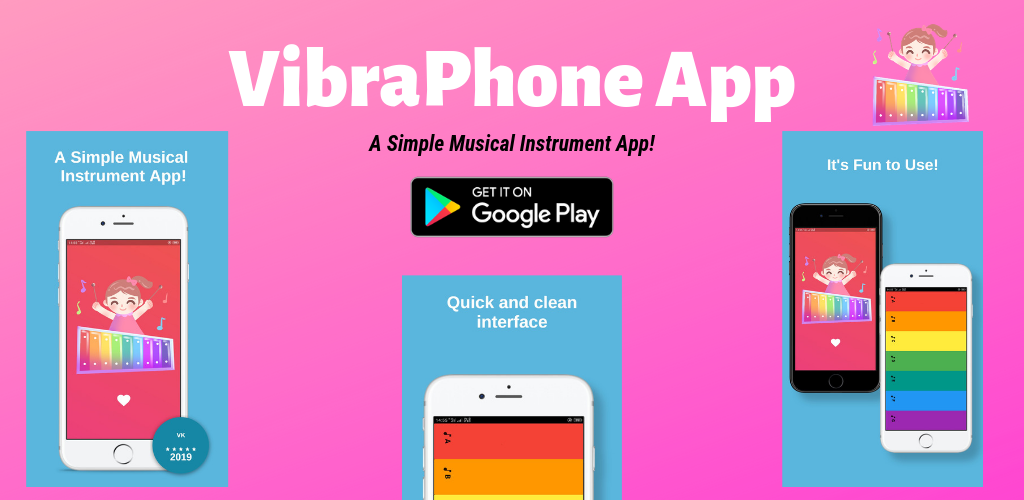 VibraPhone App
A Simple Musical Instrument App!
GET IT ON
Google Play
A Simple Musical
Instrument App!
VK
2019
Quick and clean
interface
A
B
It's Fun to Use!